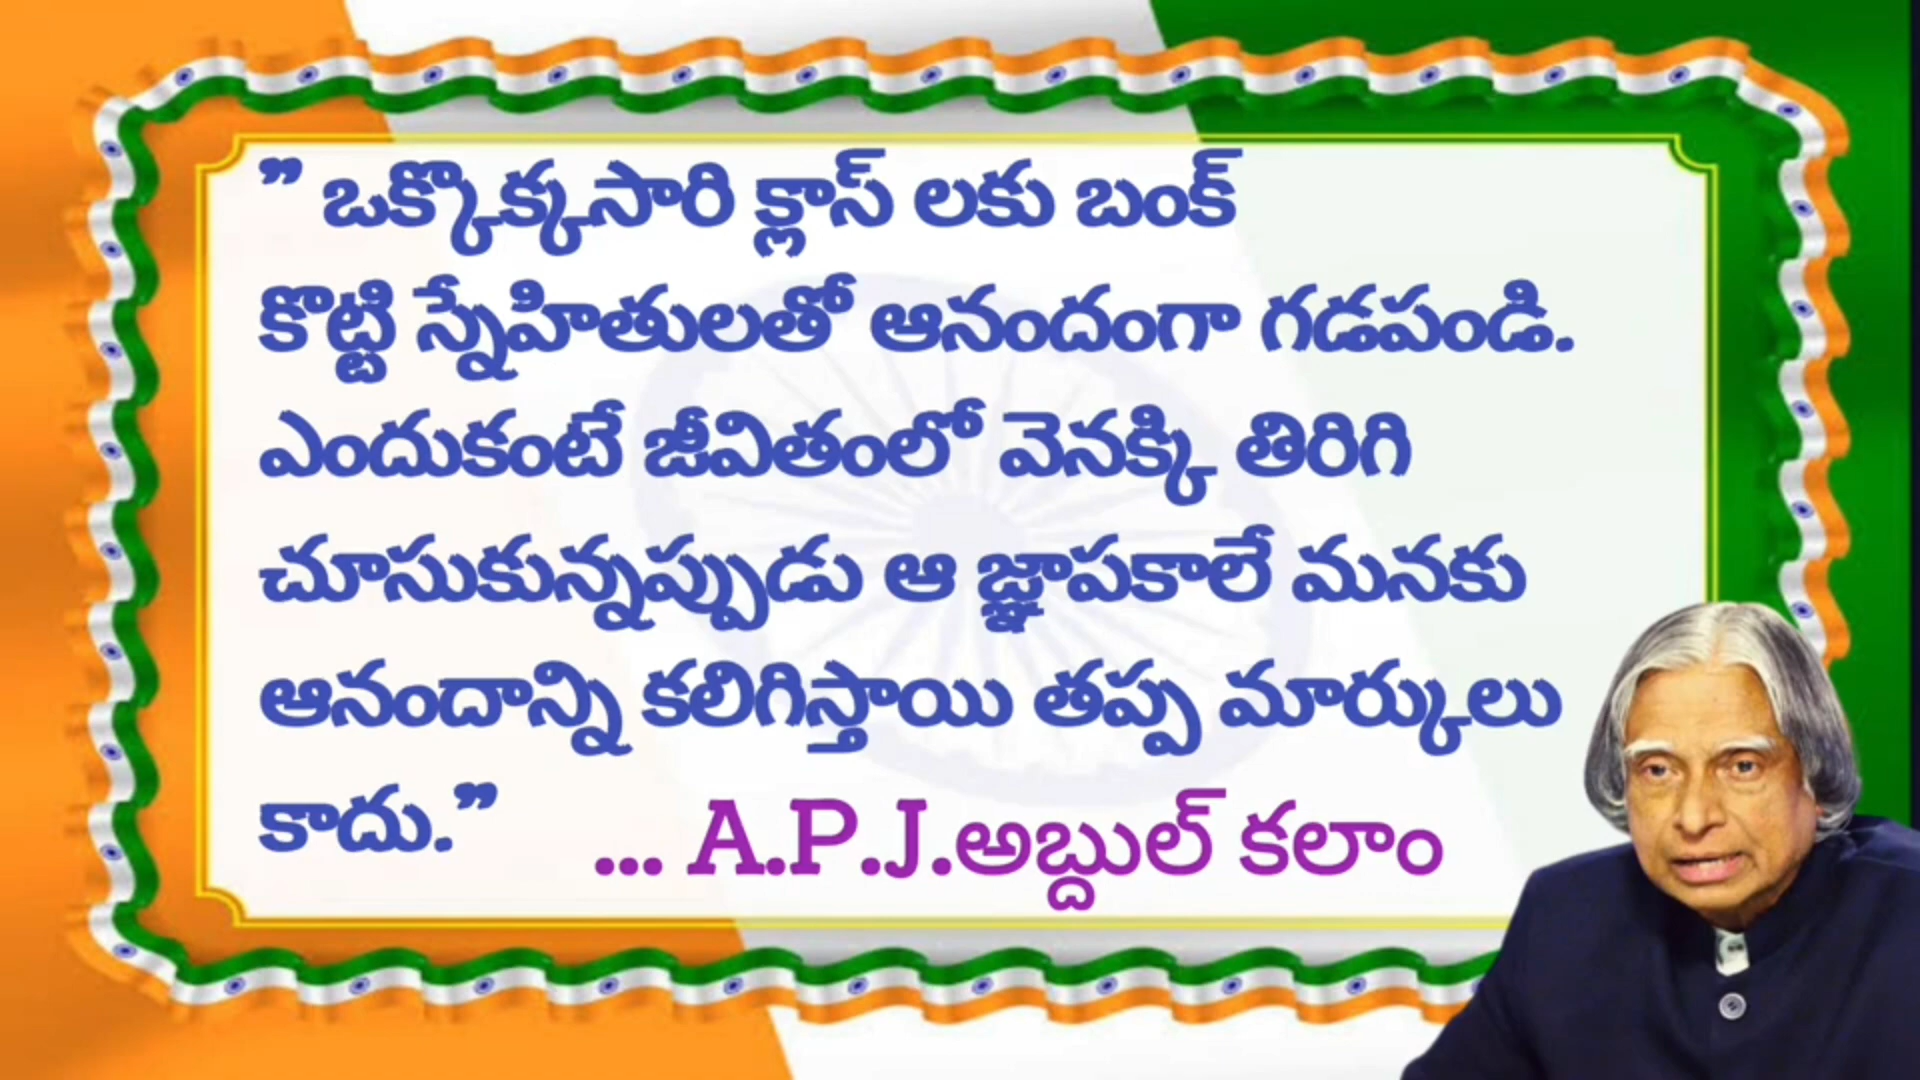 ” ఒక్కొక్కసారి క్లాస్ లకు బంక్
కొట్టి స్నేహితులతో ఆనందంగా గడపండి.
ఎందుకంటే జీవితంలో వెనక్కి తిరిగి
చూసుకున్నప్పుడు ఆ జ్ఞాపకాలే మనకు
ఆనందాన్ని కలిగిస్తాయి తప్ప మార్కులు
కాదు.”
... A.P.J.అబ్దుల్ కలాం